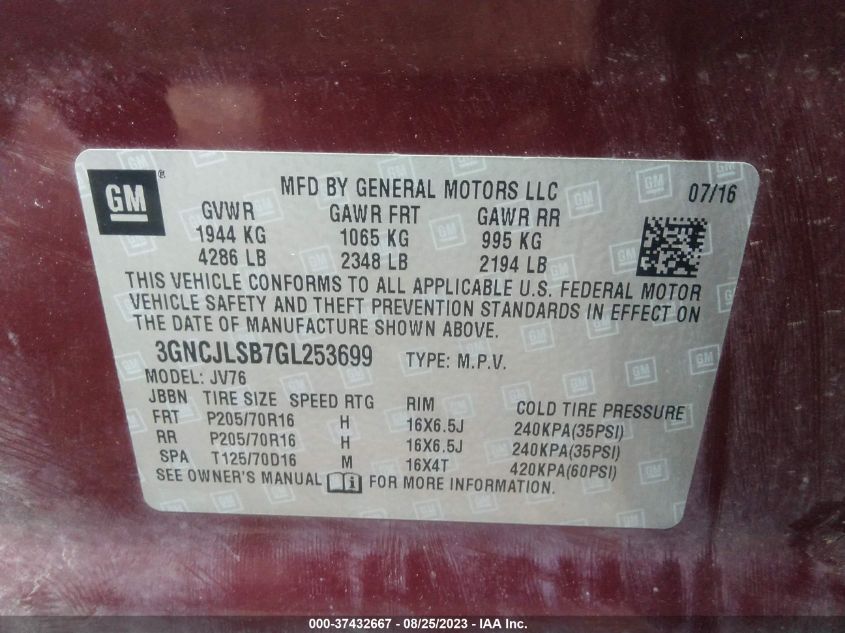 GM ®
MFD BY GENERAL MOTORS LLC 07/16
GVWR GAWR FRT GAWR RR
1944 KG 1065 KG 995 KG
4286 LB 2348 LB 2194 LB
THIS VEHICLE CONFORMS TO ALL APPLICABLE U.S. FEDERAL MOTOR
VEHICLE SAFETY AND THEFT PREVENTION STANDARDS IN EFFECT ON
THE DATE OF MANUFACTURE SHOWN ABOVE.
3GNCJLSB7GL253699 TYPE: M.P.V.
MODEL: JV76
JBBN TIRE SIZE SPEED RTG RIM COLD TIRE PRESSURE
FRT P205/70R16 H 16X6.5J 240KPA(35PSI)
RR P205/70R16 H 16X6.5J 240KPA(35PSI)
SPA T125/70D16 M 16X4T 420KPA(60PSI)
SEE OWNER'S MANUAL i FOR MORE INFORMATION.
000-37432667 - 08/25/2023 - IAA Inc.